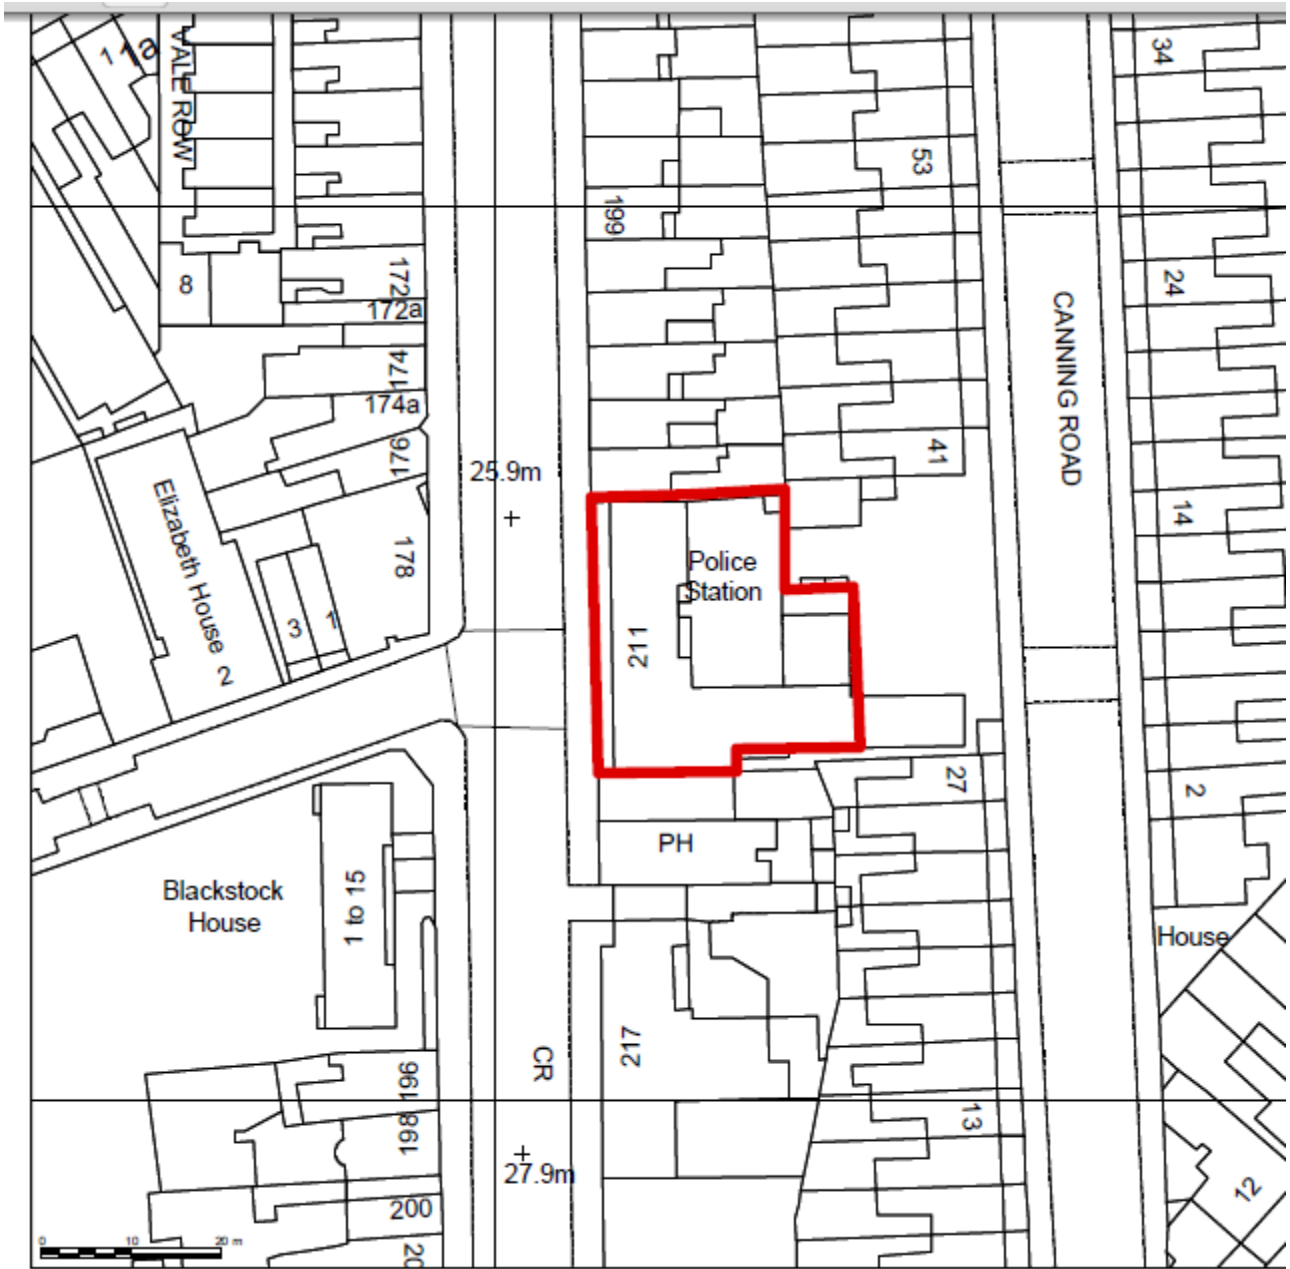 1
1a
VALE ROW
34
53
199
8
172
172a
24
CANNING ROAD
174
174a
176
41
25.9m
Elizabeth House
2
178
14
Police
Station
3
1
211
27
2
PH
Blackstock
House
1 to 15
House
CR
217
196
13
198
27.9m
12
200
20
0 10 20 m